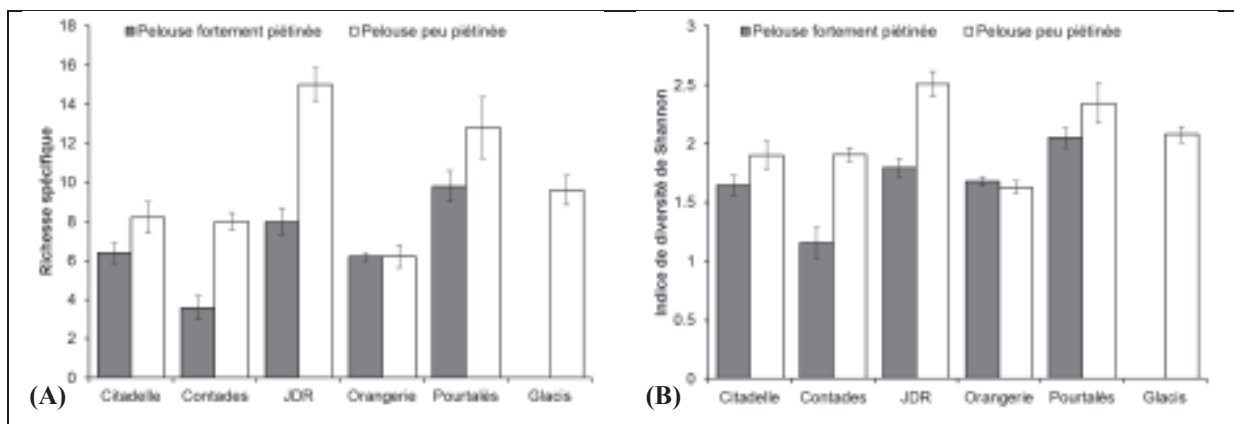 18
16
14
12
10
8
6
4
2
0
Richesse spécifique
Pelouse fortement piétinée Pelouse peu piétinée
Citadelle Contades JDR Orangerie Pourtalès Glacis
(A)
3
2.5
2
1.5
1
0.5
0
Indice de diversité de Shannon
Pelouse fortement piétinée Pelouse peu piétinée
Citadelle Contades JDR Orangerie Pourtalès Glacis
(B)